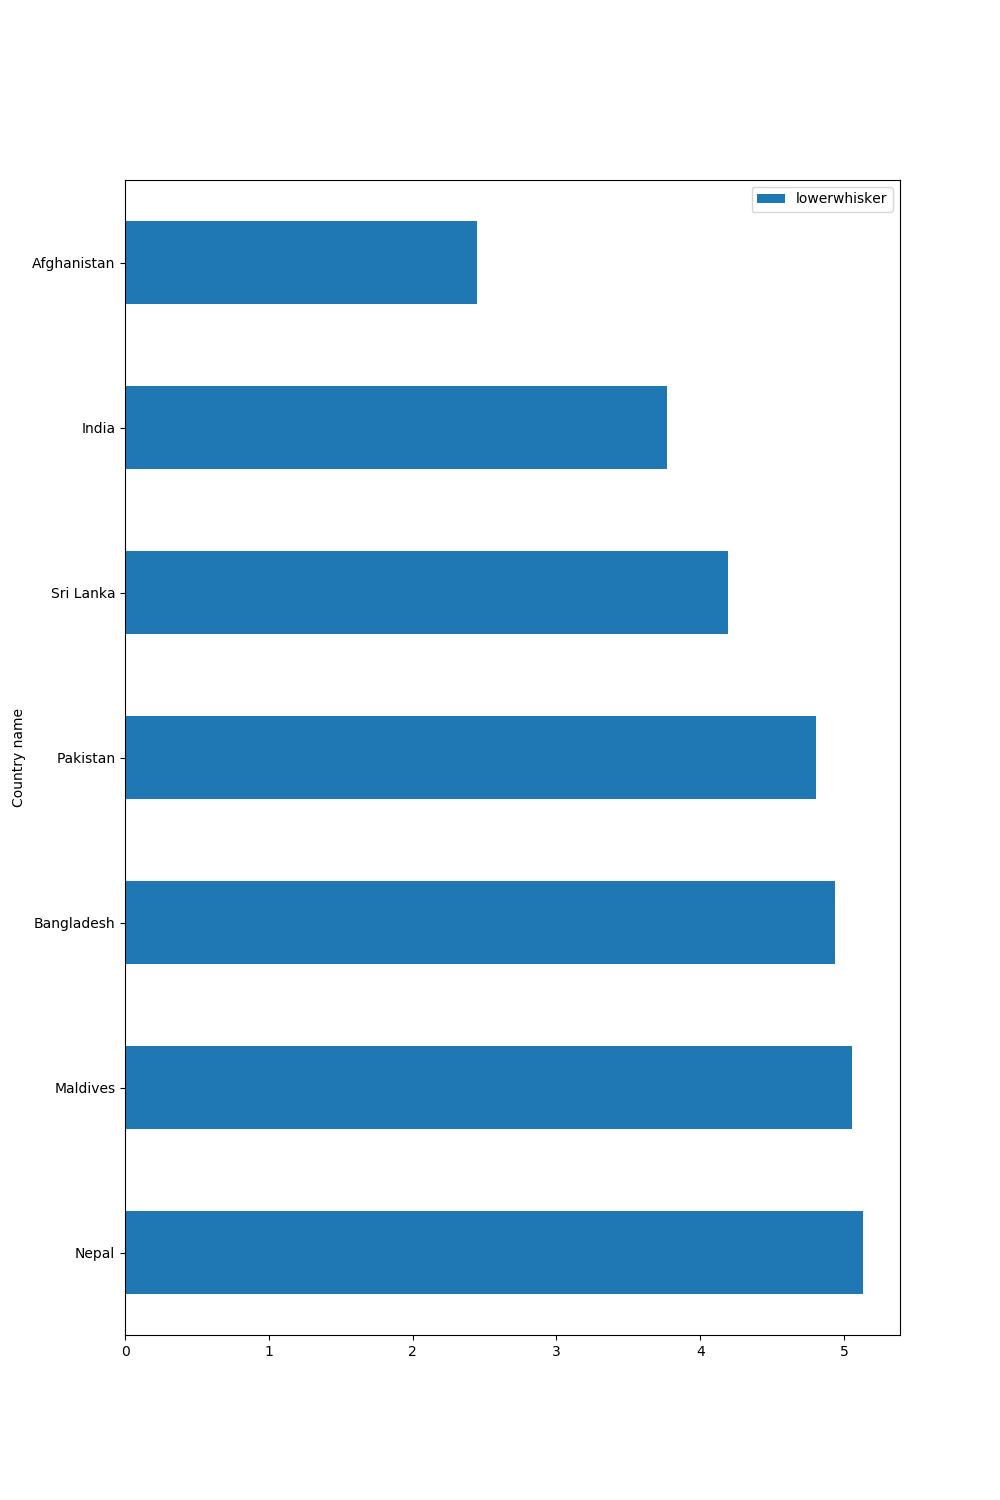 lowerwhisker
Afghanistan
India
Sri Lanka
Pakistan
Bangladesh
Maldives
Nepal
Country name
0 1 2 3 4 5